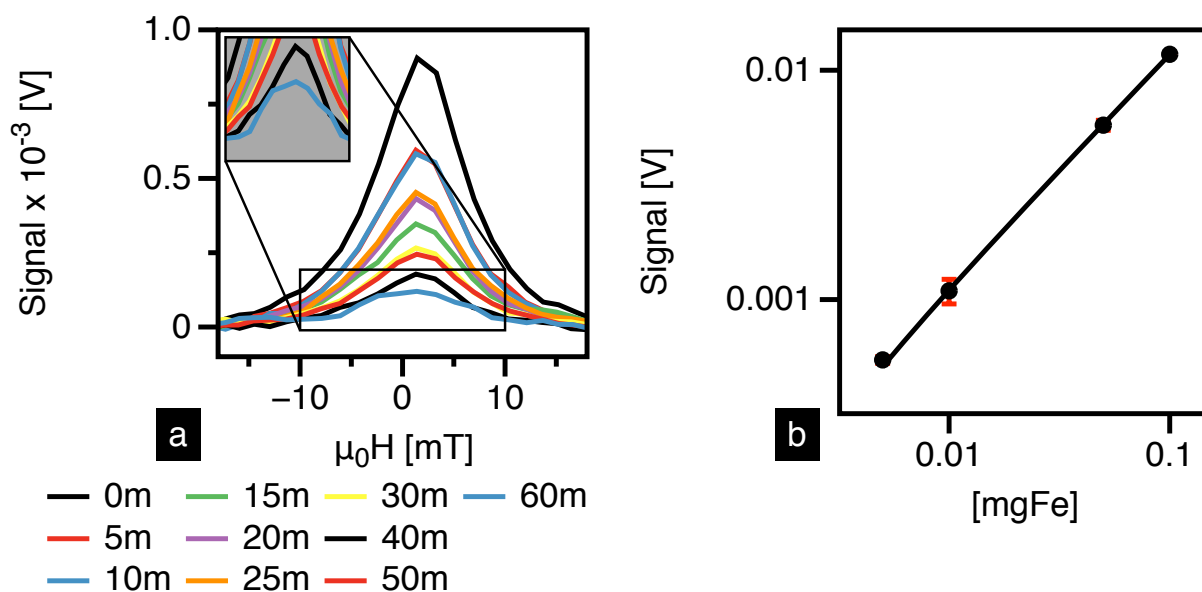 1.0
0.5
0
Signal x 10⁻³ [V]
−10 0 10
µ₀H [mT]
a
0m 15m 30m 60m
5m 20m 40m
10m 25m 50m
0.01
0.001
Signal [V]
0.01 0.1
[mgFe]
b